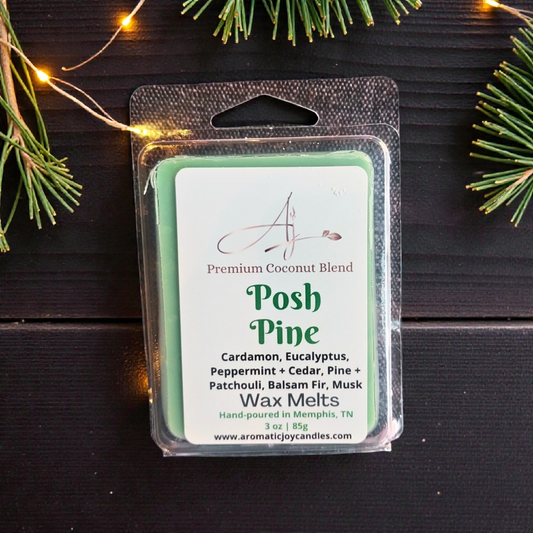 AJ
Premium Coconut Blend
Posh
Pine
Cardamon, Eucalyptus,
Peppermint + Cedar, Pine +
Patchouli, Balsam Fir, Musk
Wax Melts
Hand-poured in Memphis, TN
3 oz | 85g
www.aromaticjoycandles.com